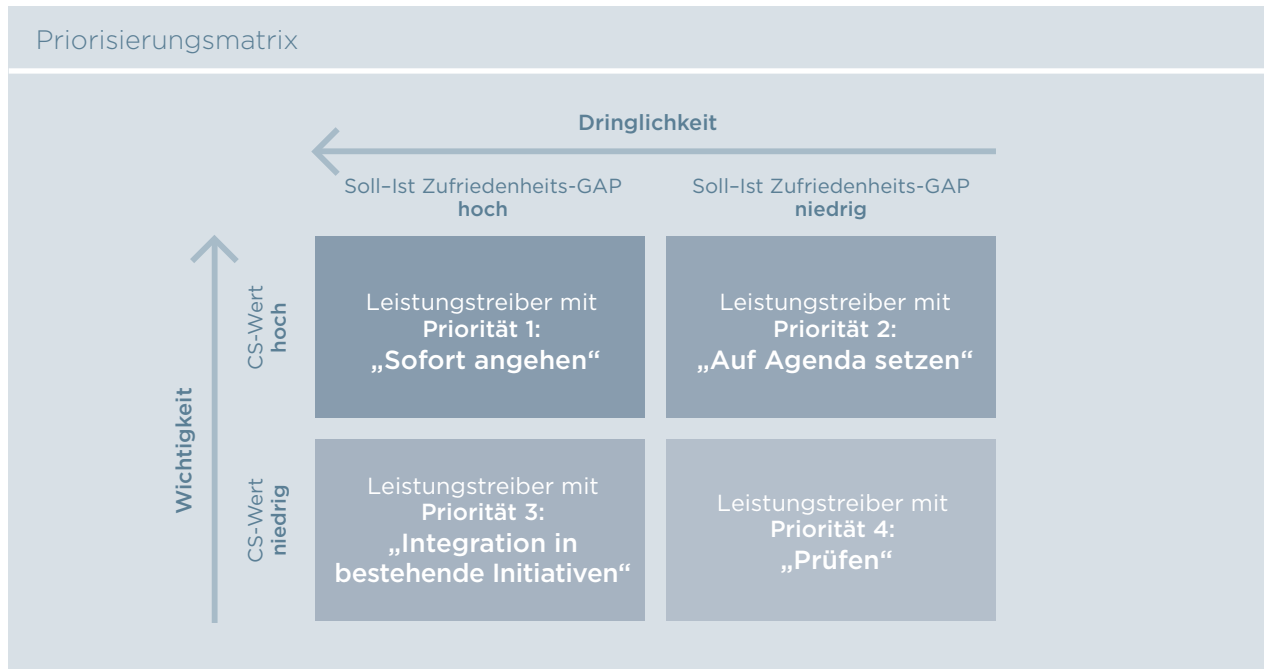 Priorisierungsmatrix
Dringlichkeit
Soll–Ist Zufriedenheits-GAP
hoch
Soll–Ist Zufriedenheits-GAP
niedrig
Wichtigkeit
CS-Wert
hoch
Leistungstreiber mit
Priorität 1:
„Sofort angehen“
Leistungstreiber mit
Priorität 2:
„Auf Agenda setzen“
CS-Wert
niedrig
Leistungstreiber mit
Priorität 3:
„Integration in
bestehende Initiativen“
Leistungstreiber mit
Priorität 4:
„Prüfen“